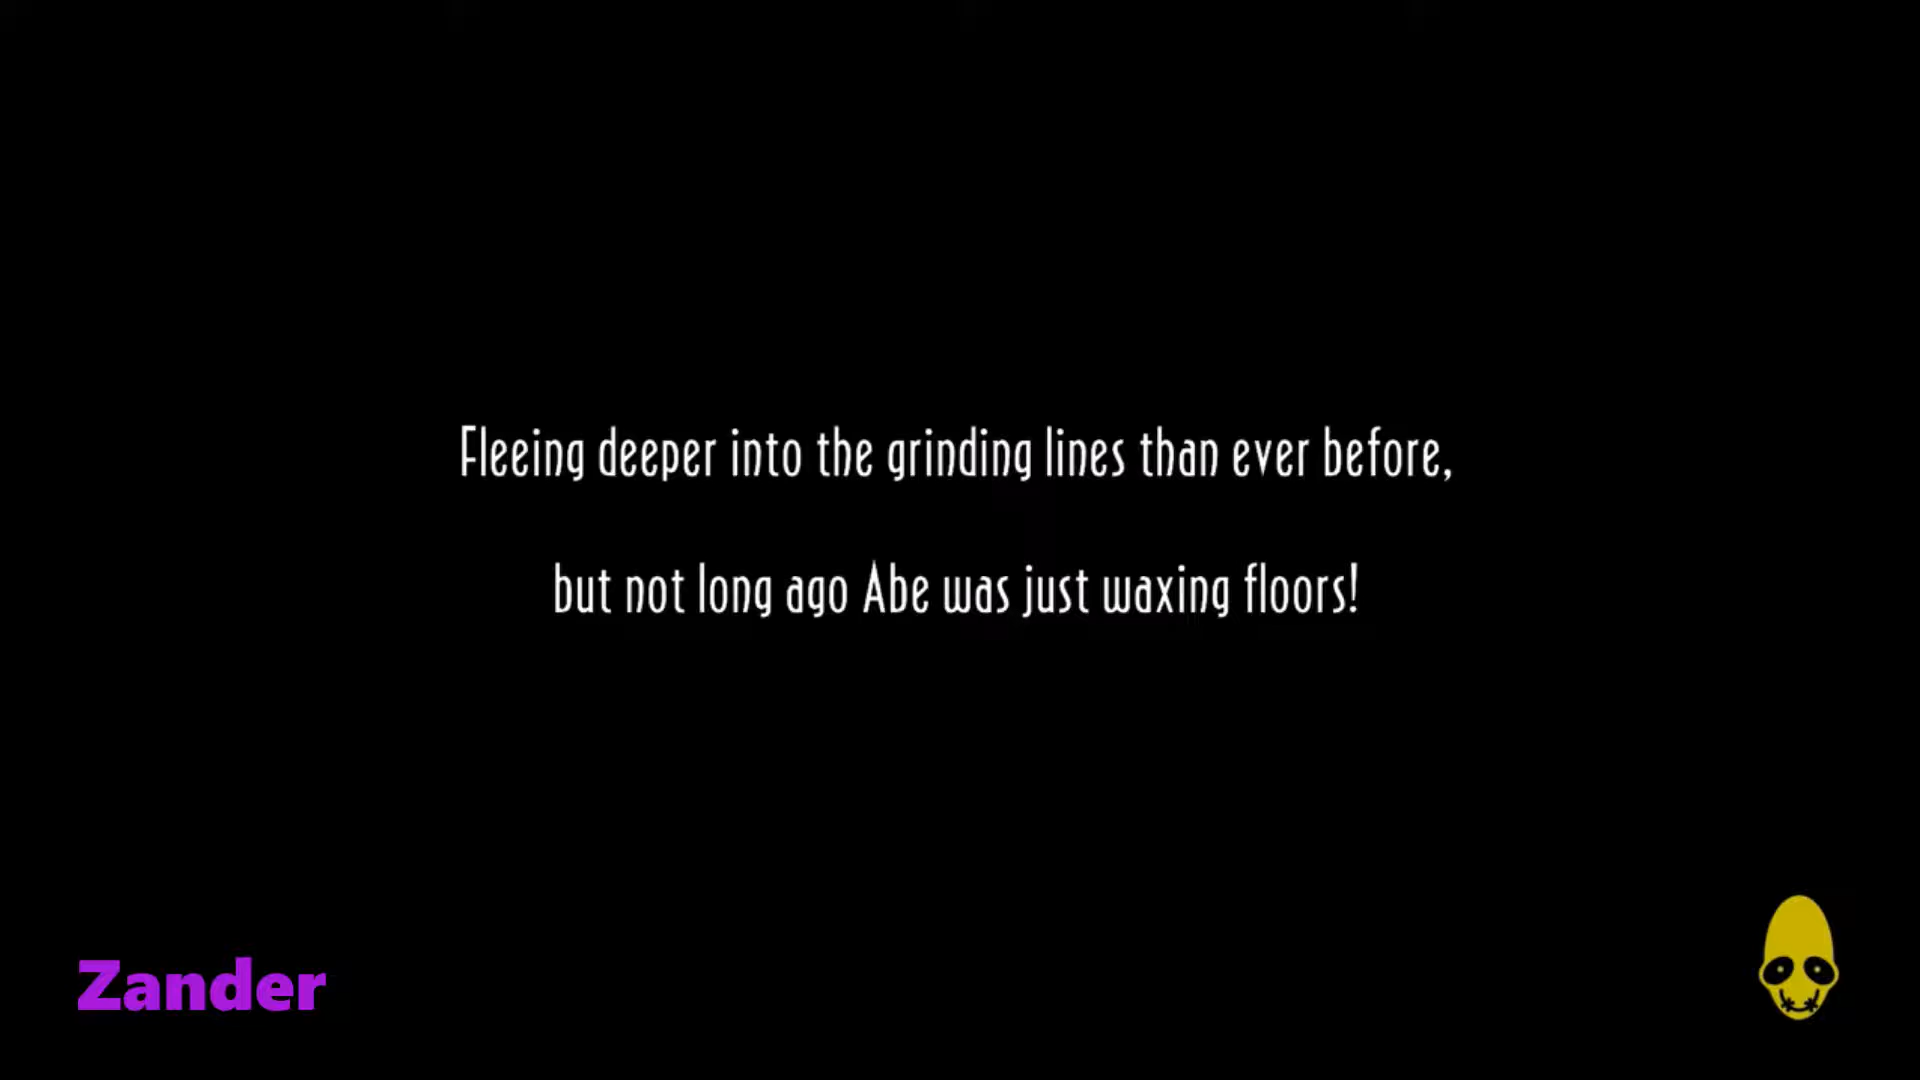 Fleeing deeper into the grinding lines than ever before,
but not long ago Abe was just waxing floors!
Zander